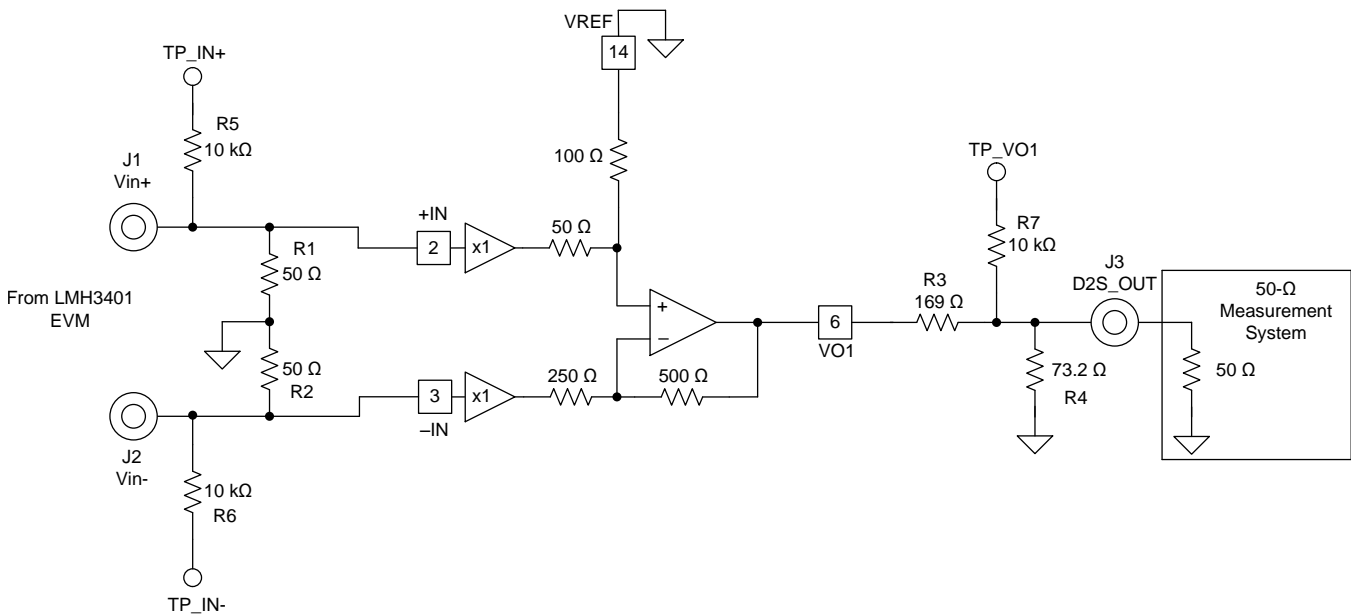 VREF
14
TP_IN+
R5
10 kΩ
J1
Vin+
100 Ω
TP_VO1
+IN
2
x1
50 Ω
R1
50 Ω
R7
10 kΩ
J3
D2S_OUT
From LMH3401
EVM
R3
169 Ω
50-Ω
Measurement
System
+
–
6
VO1
50 Ω
R2
73.2 Ω
R4
50 Ω
3
–IN
x1
250 Ω
500 Ω
J2
Vin-
10 kΩ
R6
TP_IN-